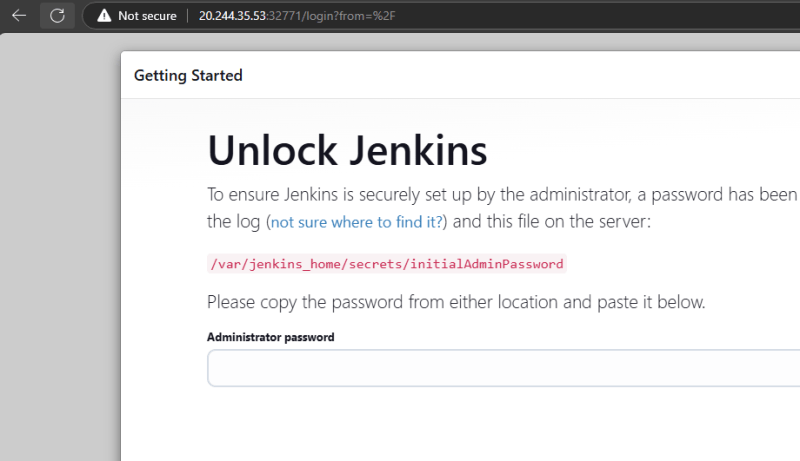 Not secure 20.244.35.53:32771/login?from=%2F
Getting Started
Unlock Jenkins
To ensure Jenkins is securely set up by the administrator, a password has been
the log (not sure where to find it?) and this file on the server:
/var/jenkins_home/secrets/initialAdminPassword
Please copy the password from either location and paste it below.
Administrator password